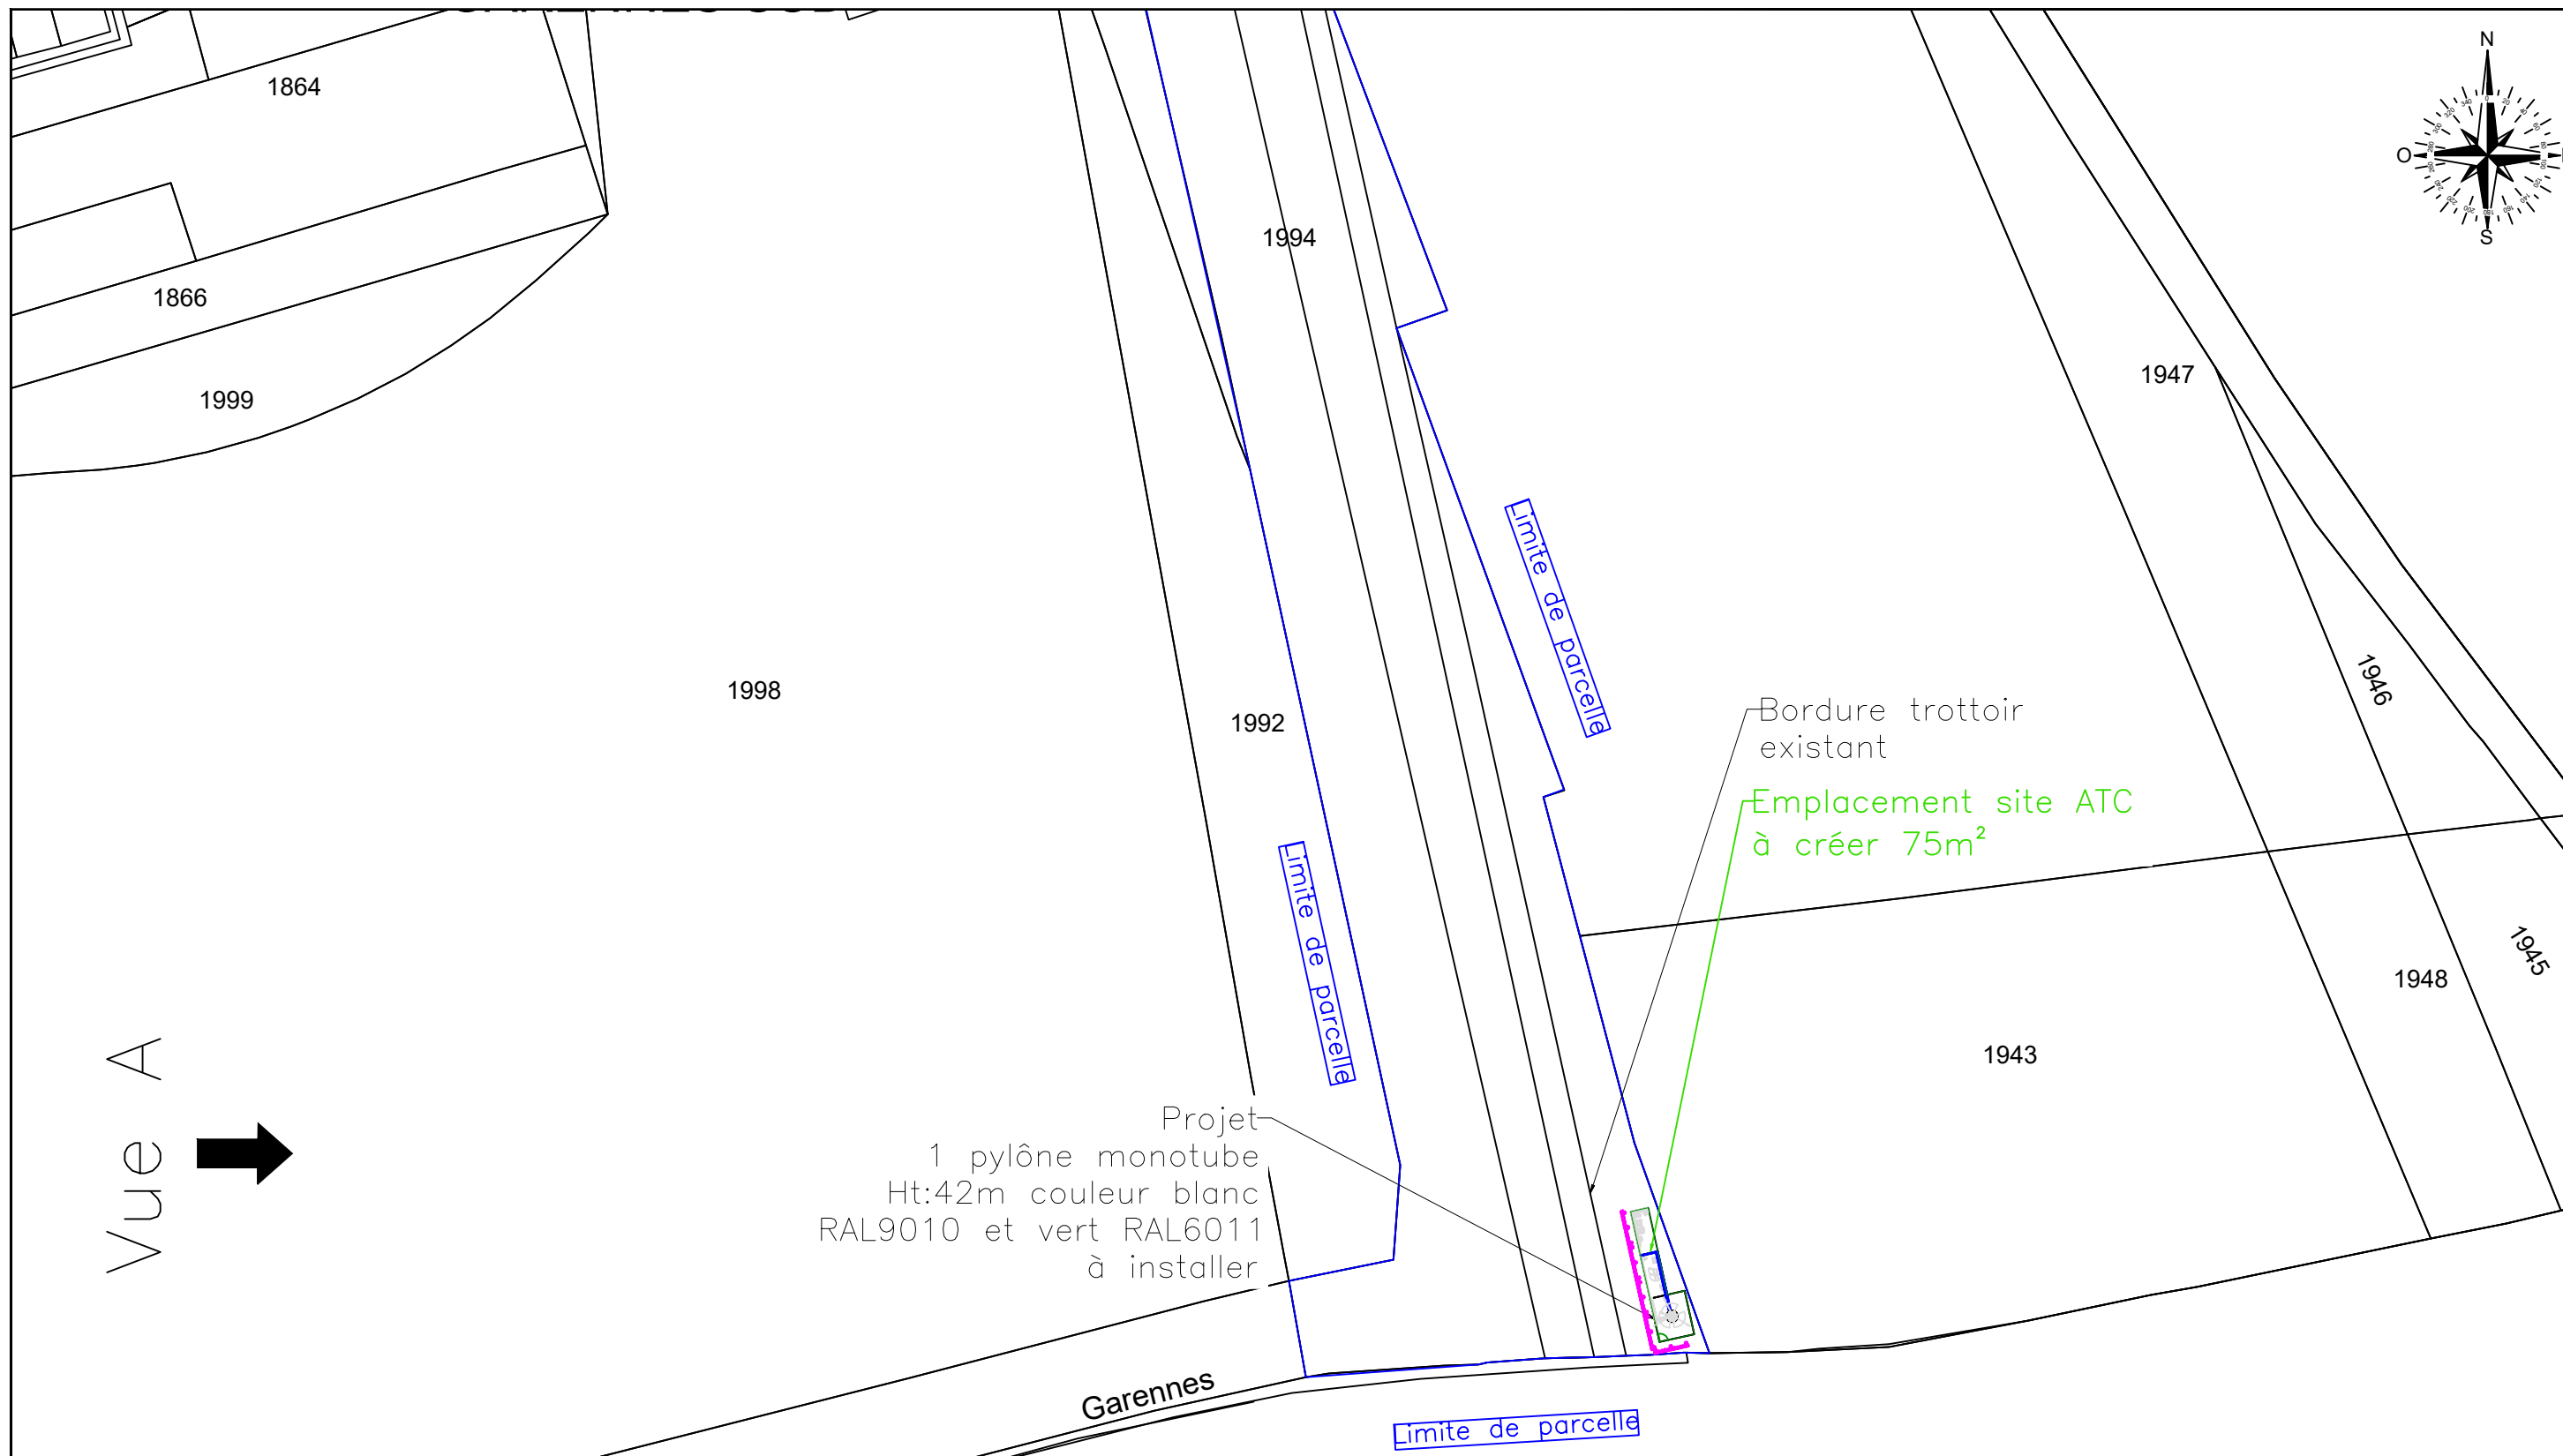 1864
N
O
S
1994
1866
1947
1999
Limite de parcelle
1946
1998
1992
Bordure trottoir
existant
Emplacement site ATC
à créer 75m²
Limite de parcelle
1945
1948
1943
Vue A
Projet
1 pylône monotube
Ht:42m couleur blanc
RAL9010 et vert RAL6011
à installer
Garennes
Limite de parcelle